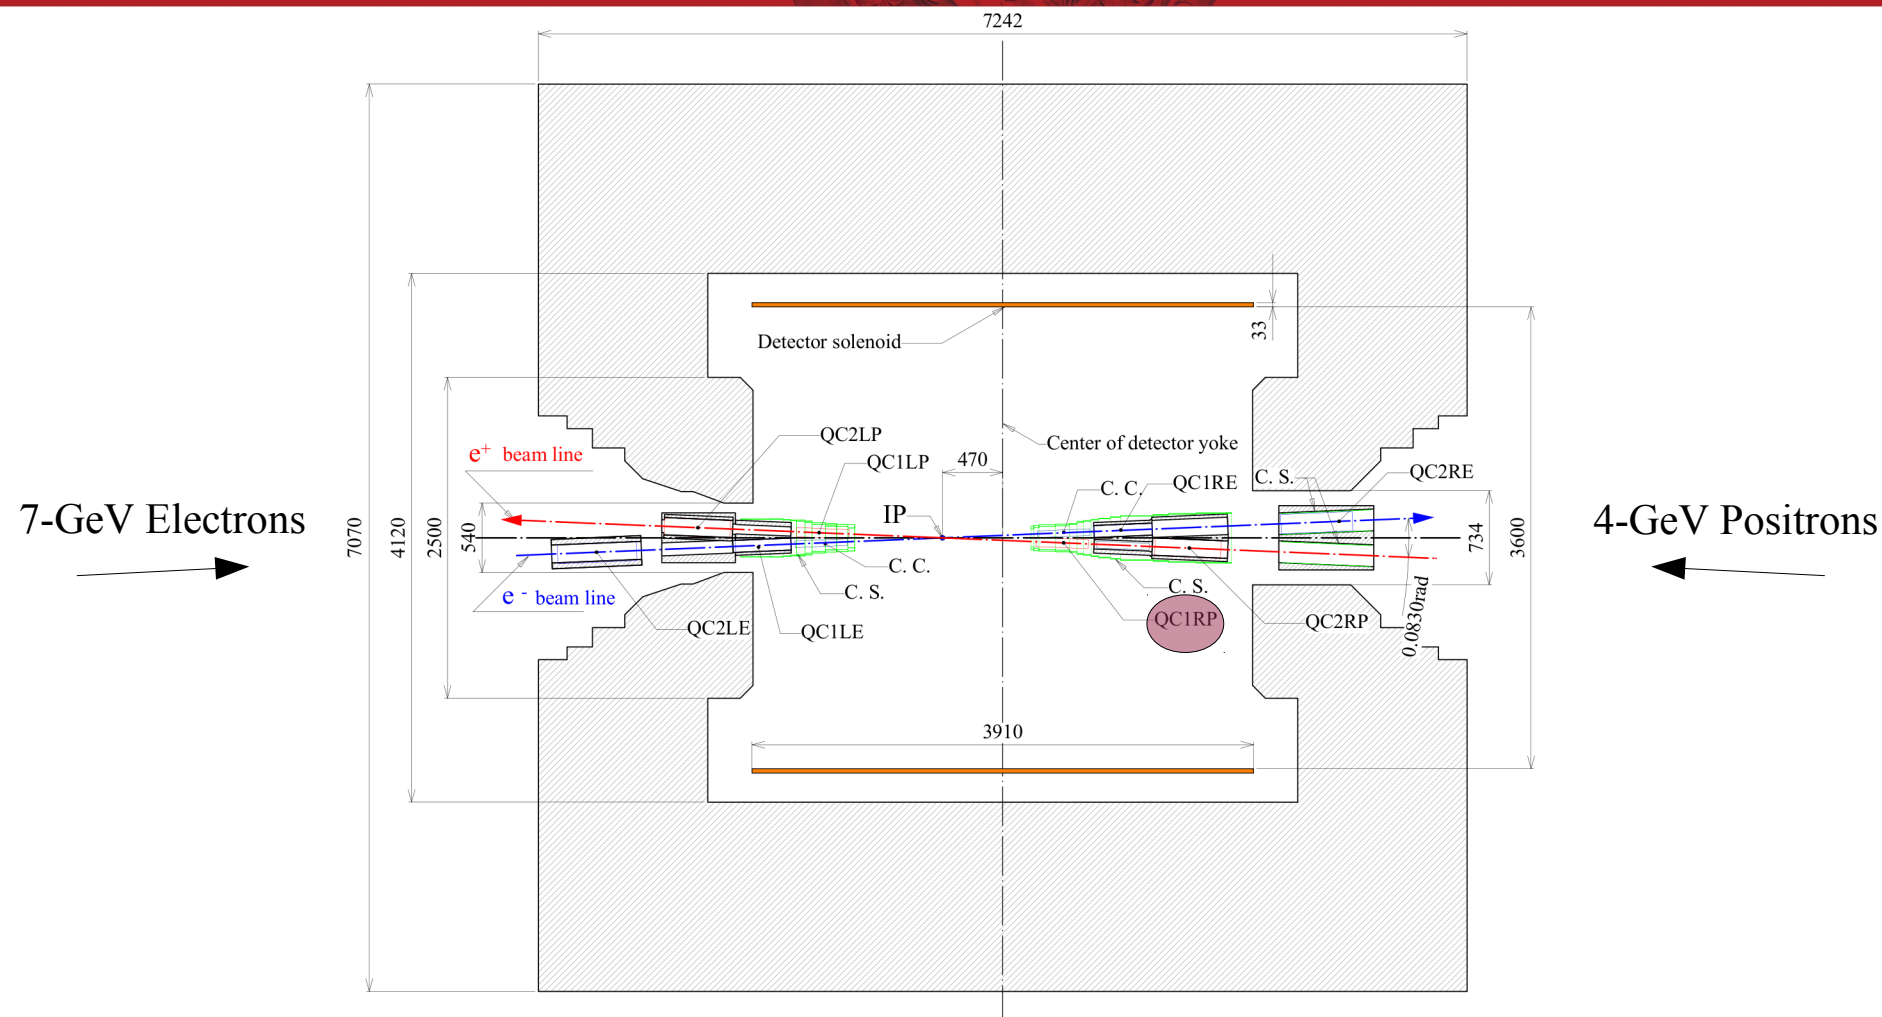 7242
33
Detector solenoid
QC2LP
Center of detector yoke
e+ beam line
QC1LP
470
C. C.
QC1RE
C. S.
QC2RE
7-GeV Electrons
IP
4-GeV Positrons
7070
4120
2500
540
734
3600
C. C.
C. S.
C. S.
e - beam line
QC2LE
QC1LE
QC1RP
QC2RP
0.0830rad
3910